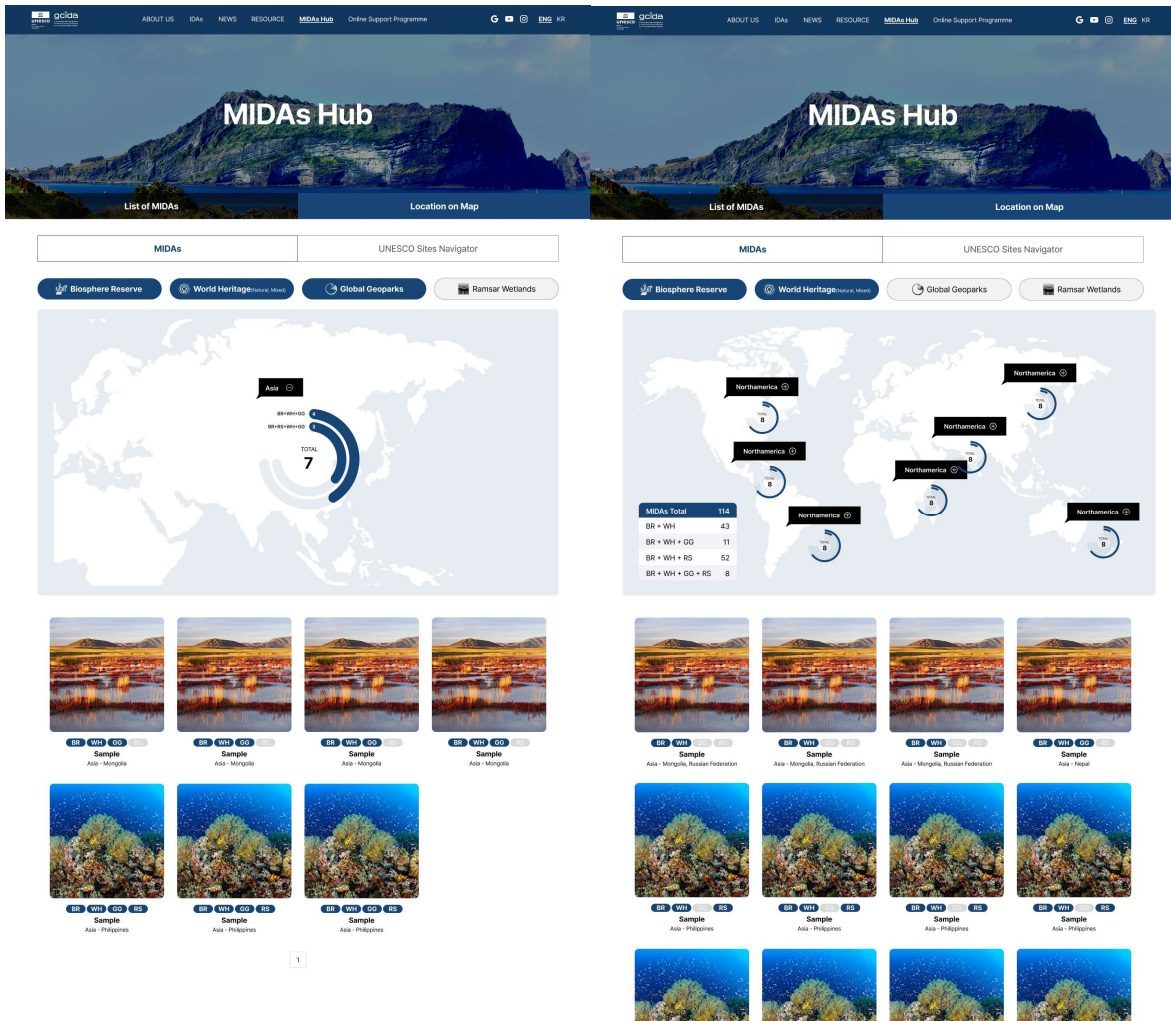 unesco gcida
ABOUT US IDAs NEWS RESOURCE MIDAs Hub Online Support Programme ENG KR
MIDAs Hub
List of MIDAs Location on Map
MIDAs UNESCO Sites Navigator
Biosphere Reserve World Heritage(Natural, Mixed) Global Geoparks Ramsar Wetlands
Asia
BR+WH+GG 4
BR+RS+WH+GG 3
TOTAL
7
BR WH GG RS BR WH GG RS BR WH GG RS BR WH GG RS
Sample Sample Sample Sample
Asia - Mongolia Asia - Mongolia Asia - Mongolia Asia - Mongolia
BR WH GG RS BR WH GG RS BR WH GG RS
Sample Sample Sample
Asia - Philippines Asia - Philippines Asia - Philippines
1
unesco gcida
ABOUT US IDAs NEWS RESOURCE MIDAs Hub Online Support Programme ENG KR
MIDAs Hub
List of MIDAs Location on Map
MIDAs UNESCO Sites Navigator
Biosphere Reserve World Heritage(Natural, Mixed) Global Geoparks Ramsar Wetlands
Northamerica
TOTAL
8
Northamerica
TOTAL
8
Northamerica
TOTAL
8
Northamerica
TOTAL
8
Northamerica
TOTAL
8
Northamerica
TOTAL
8
Northamerica
TOTAL
8
MIDAs Total 114
BR + WH 43
BR + WH + GG 11
BR + WH + RS 52
BR + WH + GG + RS 8
BR WH GG RS BR WH GG RS BR WH GG RS BR WH GG RS
Sample Sample Sample Sample
Asia - Mongolia, Russian Federation Asia - Mongolia, Russian Federation Asia - Mongolia, Russian Federation Asia - Nepal
BR WH GG RS BR WH GG RS BR WH GG RS BR WH GG RS
Sample Sample Sample Sample
Asia - Philippines Asia - Philippines Asia - Philippines Asia - Philippines